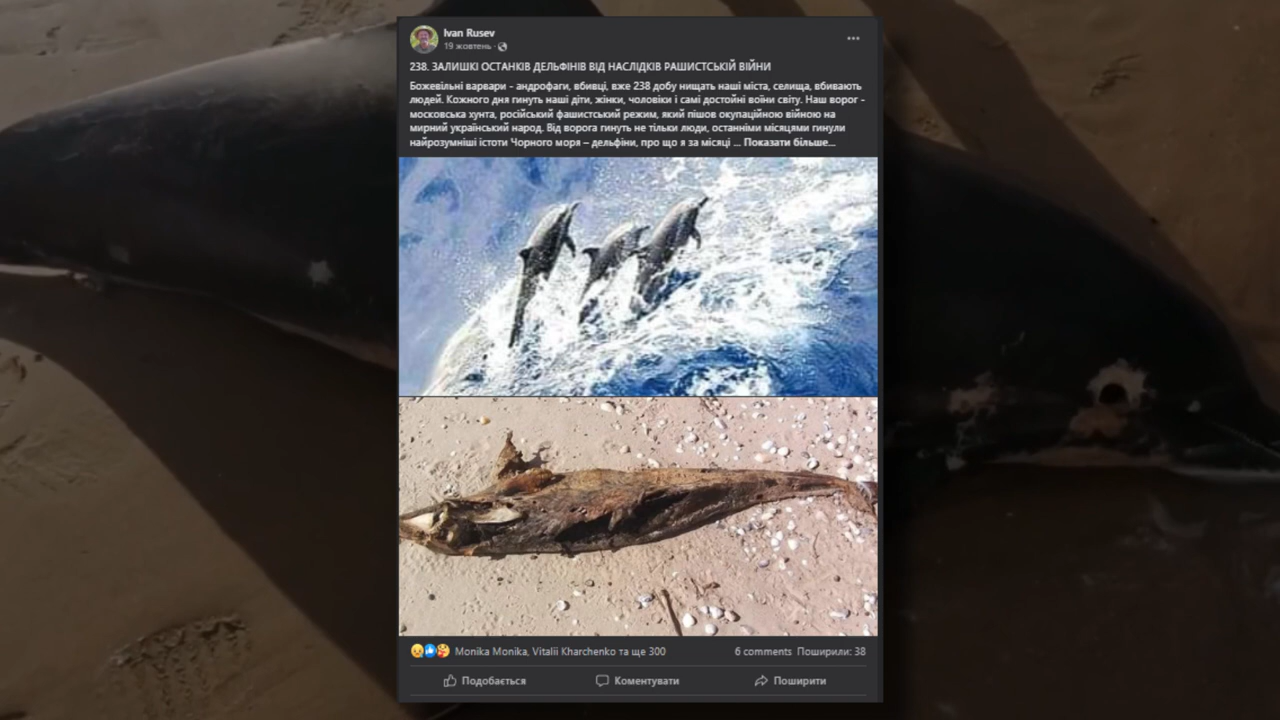 Ivan Rusev
19 жовтень ·
238. ЗАЛИШКІ ОСТАНКІВ ДЕЛЬФІНІВ ВІД НАСЛІДКІВ РАШИСТСЬКІЙ ВІЙНИ
Божевільні варвари - андрофаги, вбивці, вже 238 добу нищать наші міста, селища, вбивають
людей. Кожного дня гинуть наші діти, жінки, чоловіки і самі достойні воїни світу. Наш ворог -
московська хунта, російський фашистський режим, який пішов окупаційною війною на
мирний український народ. Від ворога гинуть не тільки люди, останніми місяцями гинули
найрозумніші істоти Чорного моря – дельфіни, про що я за місяці ... Показати більше...
Monika Monika, Vitalii Kharchenko та ще 300
6 comments Поширили: 38
Подобається Коментувати Поширити